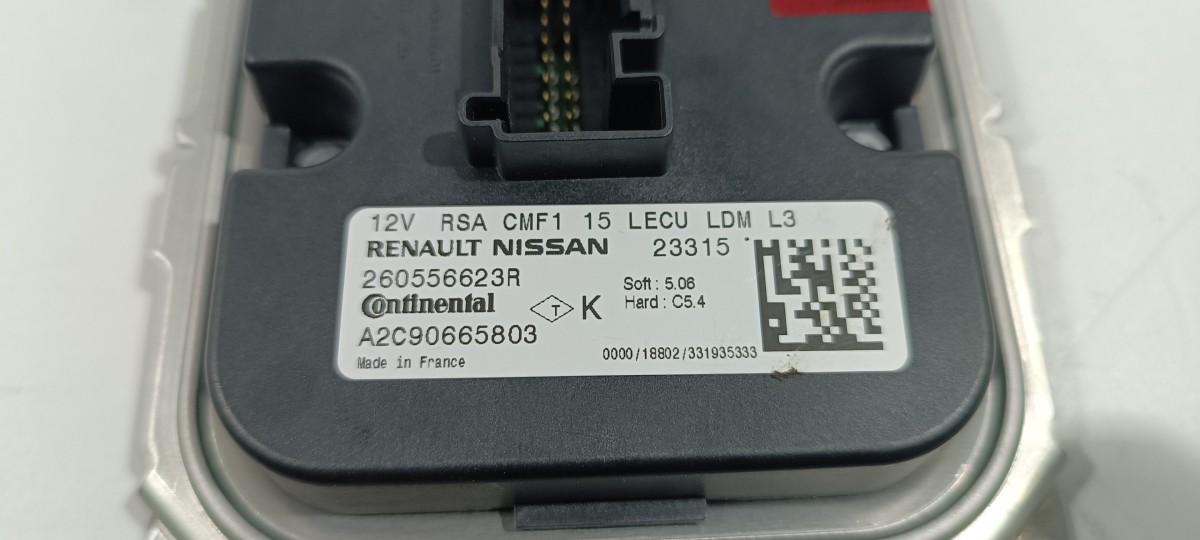 12V RSA CMF1 15 LECU LDM L3
RENAULT NISSAN 23315
260556623R
Soft : 5.06
Continental T K Hard : C5.4
A2C90665803
Made in France 0000/18802/331935333